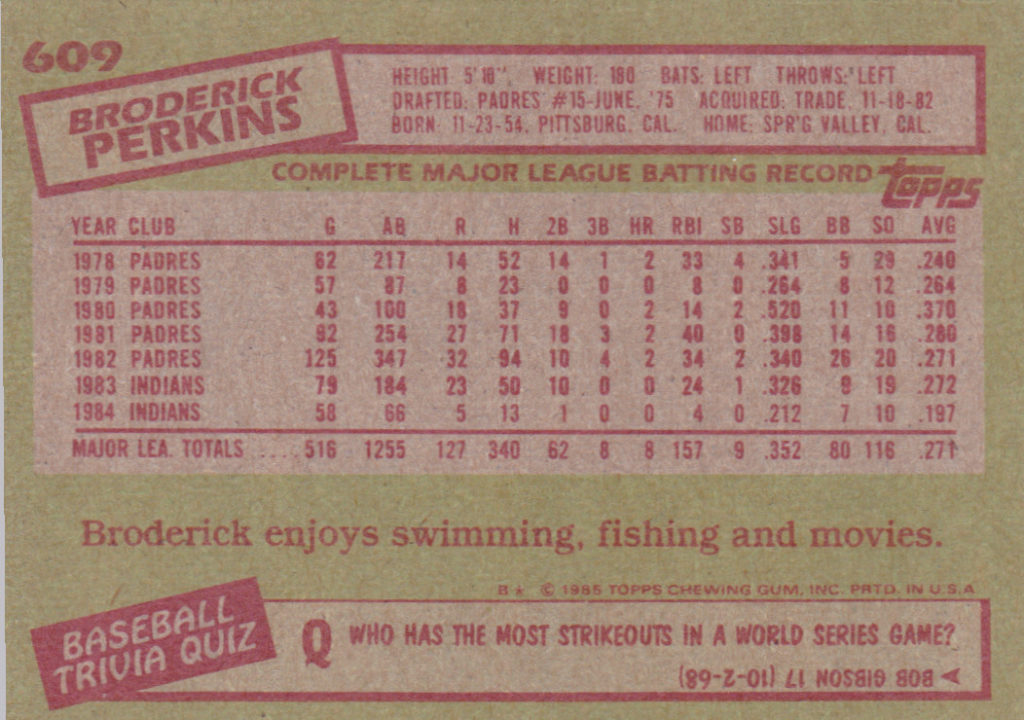 609
BRODERICK
PERKINS
HEIGHT: 5'10", WEIGHT: 180 BATS: LEFT THROWS: LEFT
DRAFTED: PADRES #15-JUNE, '75 ACQUIRED: TRADE, 11-18-82
BORN: 11-23-54, PITTSBURG, CAL. HOME: SPR'G VALLEY, CAL.
COMPLETE MAJOR LEAGUE BATTING RECORD topps
YEAR CLUB G AB R H 2B 3B HR RBI SB SLG BB SO AVG
1978 PADRES 62 217 14 52 14 1 2 33 4 .341 5 29 .240
1979 PADRES 57 87 8 23 0 0 0 8 0 .264 8 12 .264
1980 PADRES 43 100 18 37 9 0 2 14 2 .520 11 10 .370
1981 PADRES 92 254 27 71 18 3 2 40 0 .398 14 16 .280
1982 PADRES 125 347 32 94 10 4 2 34 2 .340 26 20 .271
1983 INDIANS 79 184 23 50 10 0 0 24 1 .326 9 19 .272
1984 INDIANS 58 66 5 13 1 0 0 4 0 .212 7 10 .197
MAJOR LEA. TOTALS .... 516 1255 127 340 62 8 8 157 9 .352 80 116 .271
Broderick enjoys swimming, fishing and movies.
B* © 1985 TOPPS CHEWING GUM, INC. PRTD. IN U.S.A
BASEBALL
TRIVIA QUIZ
Q WHO HAS THE MOST STRIKEOUTS IN A WORLD SERIES GAME?
BOB GIBSON 17 (10-2-68)